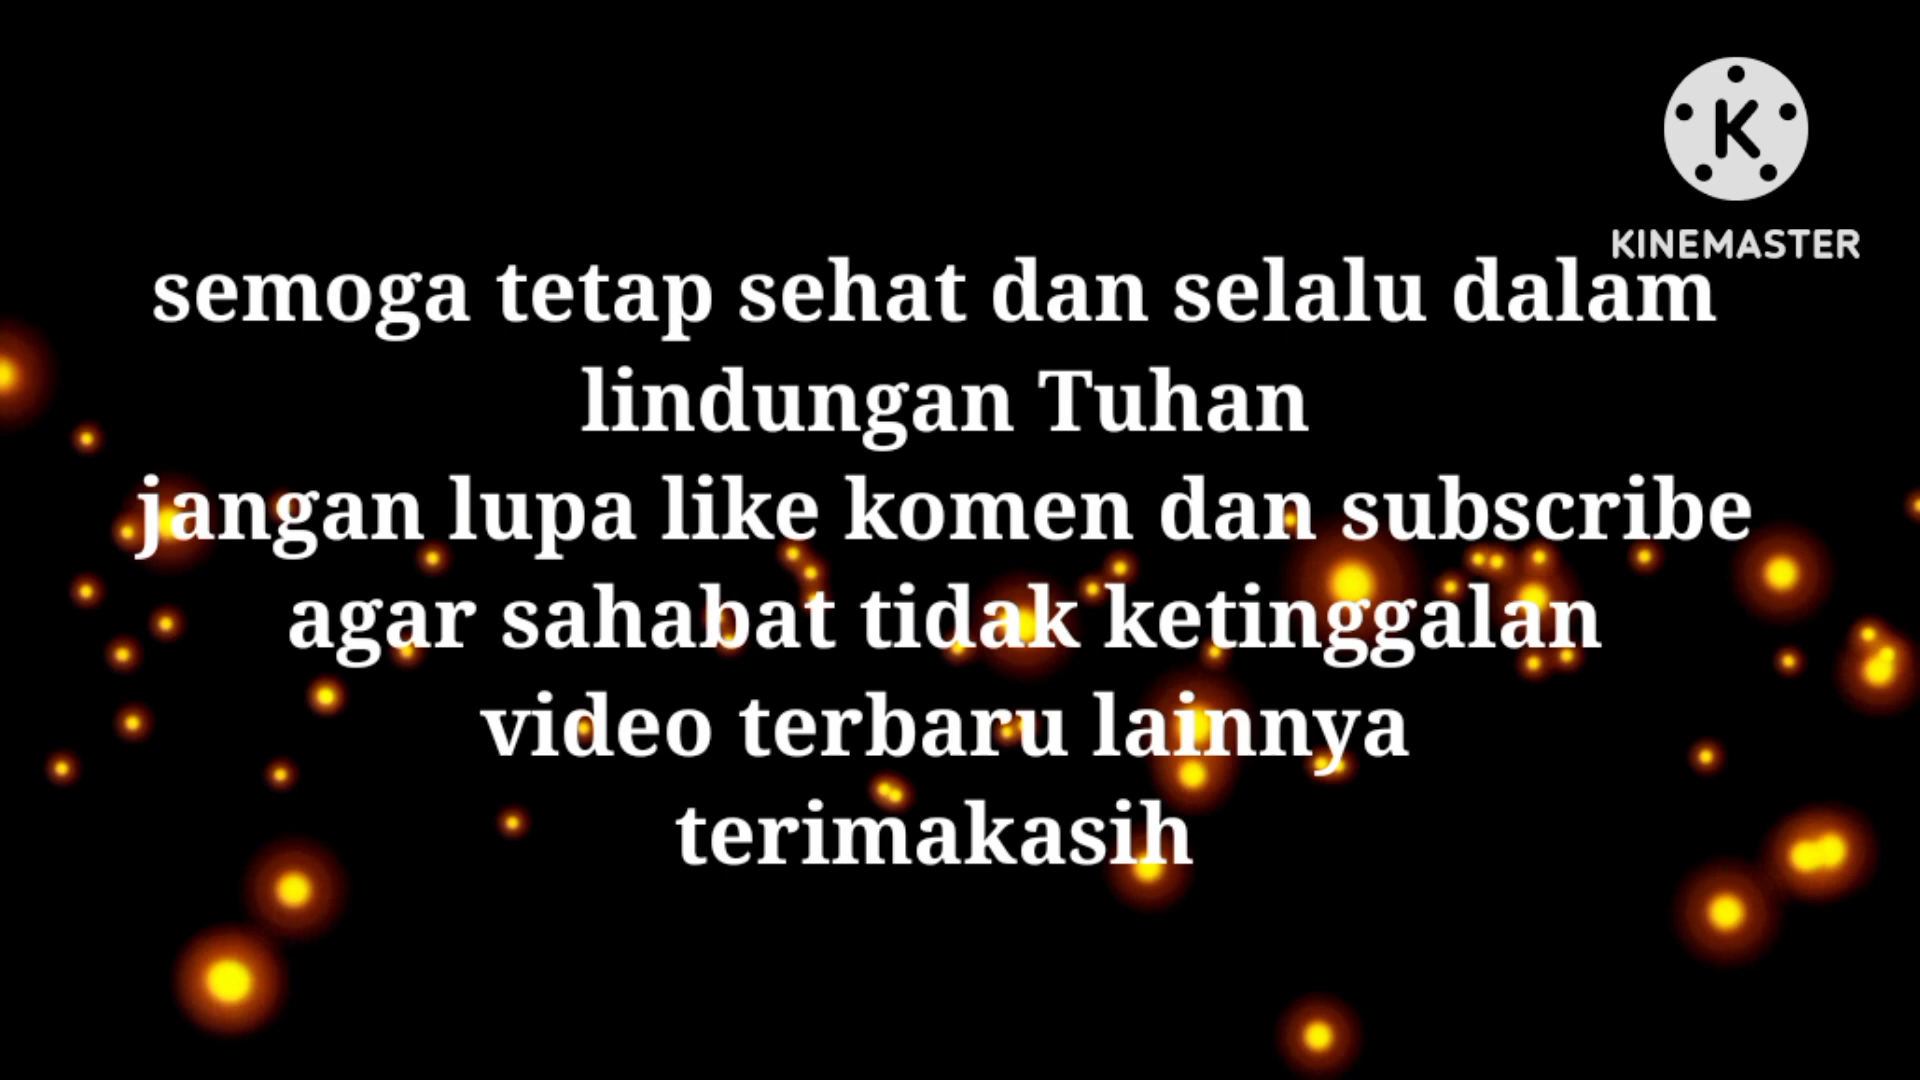 KINEMASTER
semoga tetap sehat dan selalu dalam
lindungan Tuhan
jangan lupa like komen dan subscribe
agar sahabat tidak ketinggalan
video terbaru lainnya
terimakasih